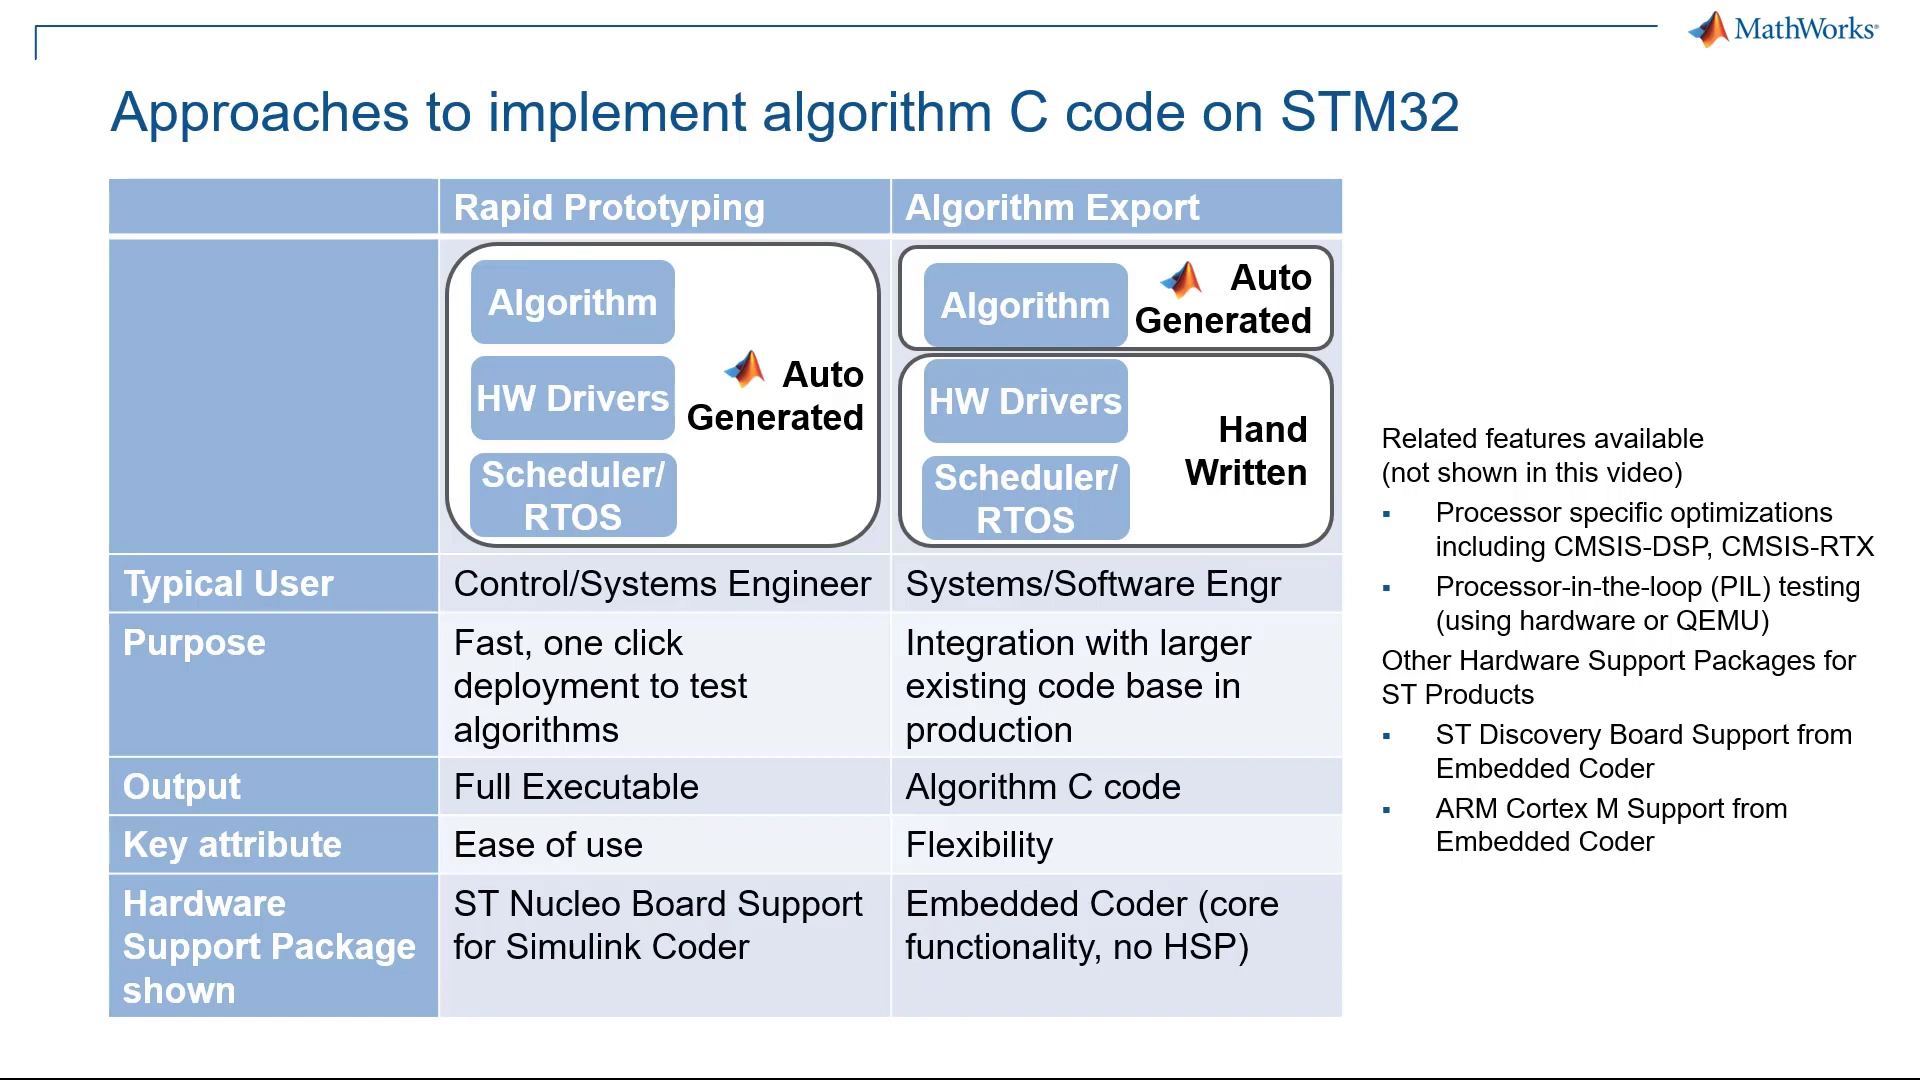 MathWorks®
Approaches to implement algorithm C code on STM32
Rapid Prototyping
Algorithm Export
Algorithm
HW Drivers
Scheduler/
RTOS
Auto
Generated
Algorithm
Auto
Generated
HW Drivers
Scheduler/
RTOS
Hand
Written
Typical User
Control/Systems Engineer
Systems/Software Engr
Purpose
Fast, one click
deployment to test
algorithms
Integration with larger
existing code base in
production
Output
Full Executable
Algorithm C code
Key attribute
Ease of use
Flexibility
Hardware
Support Package
shown
ST Nucleo Board Support
for Simulink Coder
Embedded Coder (core
functionality, no HSP)
Related features available
(not shown in this video)
▪ Processor specific optimizations
including CMSIS-DSP, CMSIS-RTX
▪ Processor-in-the-loop (PIL) testing
(using hardware or QEMU)
Other Hardware Support Packages for
ST Products
▪ ST Discovery Board Support from
Embedded Coder
▪ ARM Cortex M Support from
Embedded Coder